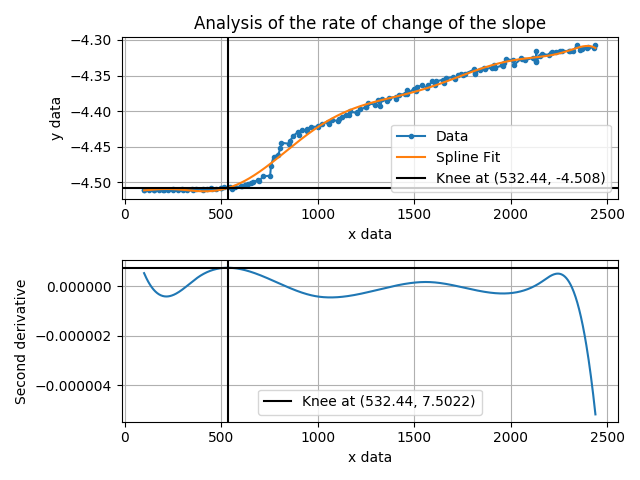 Analysis of the rate of change of the slope
y data
−4.30
−4.35
−4.40
−4.45
−4.50
Data
Spline Fit
Knee at (532.44, -4.508)
0 500 1000 1500 2000 2500
x data
Second derivative
0.000000
−0.000002
−0.000004
Knee at (532.44, 7.5022)
0 500 1000 1500 2000 2500
x data